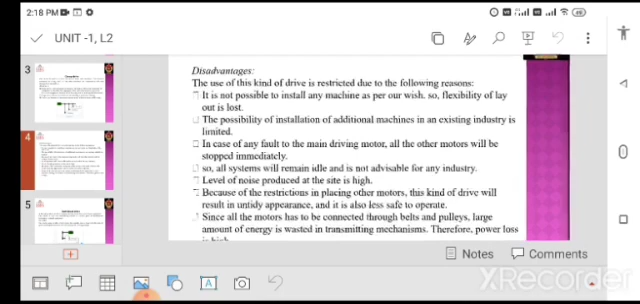 2:18 PM
UNIT -1, L2
3
4
5
Disadvantages:
The use of this kind of drive is restricted due to the following reasons:
It is not possible to install any machine as per our wish. so, flexibility of lay
out is lost.
The possibility of installation of additional machines in an existing industry is
limited.
In case of any fault to the main driving motor, all the other motors will be
stopped immediately.
so, all systems will remain idle and is not advisable for any industry.
Level of noise produced at the site is high.
Because of the restrictions in placing other motors, this kind of drive will
result in untidy appearance, and it is also less safe to operate.
Since all the motors has to be connected through belts and pulleys, large
amount of energy is wasted in transmitting mechanisms. Therefore, power loss
is high
Notes
Comments
XRecorder